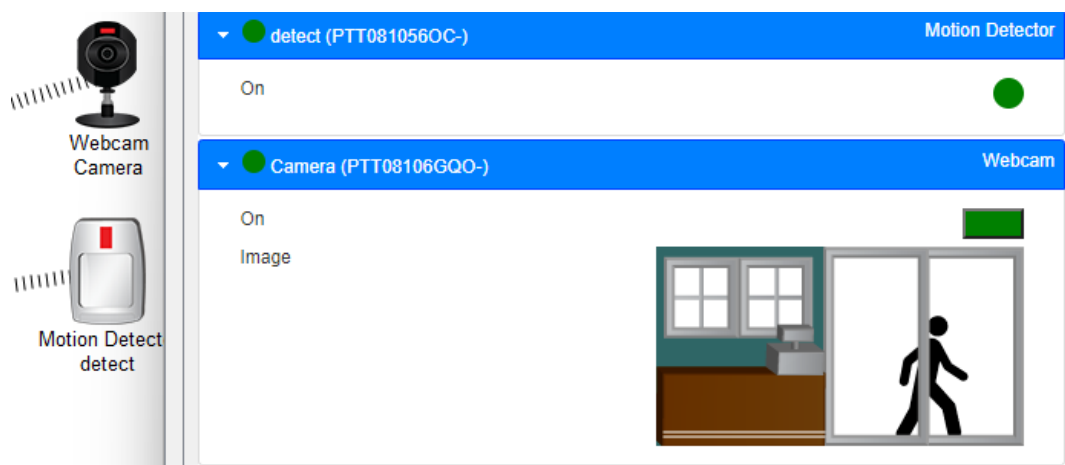 Webcam
Camera
Motion Detect
detect
detect (PTT081056OC-) Motion Detector
On
Camera (PTT08106GQO-) Webcam
On
Image